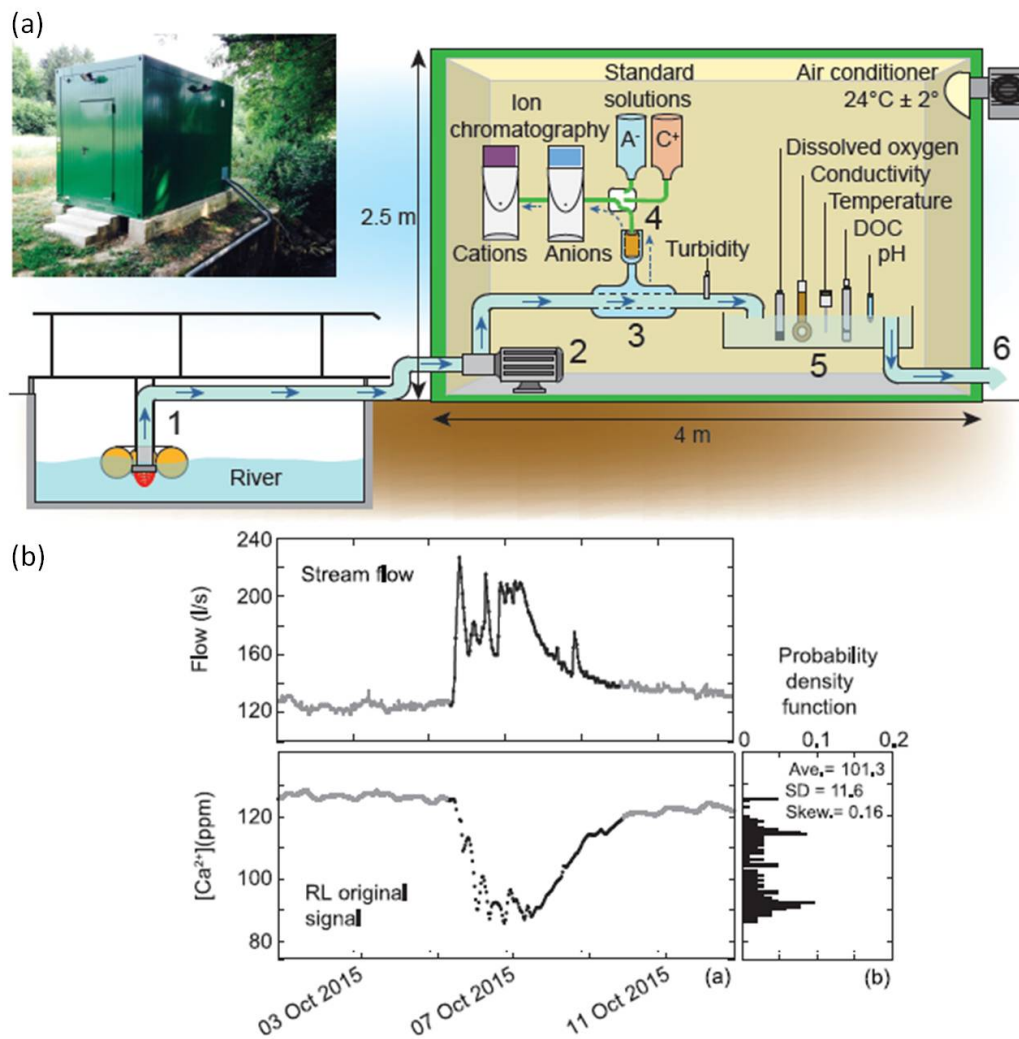 (a)
Ion
chromatography
Standard
solutions
A-
C+
Air conditioner
24°C ± 2°
Dissolved oxygen
Conductivity
Temperature
DOC
pH
2.5 m
4
Cations
Anions
Turbidity
1
2
3
5
6
River
4 m
(b)
240
200
160
120
Flow (l/s)
Stream flow
Probability
density
function
0
0.1
0.2
Ave.= 101.3
SD = 11.6
Skew.= 0.16
120
100
80
[Ca2+](ppm)
RL original
signal
(a)
(b)
03 Oct 2015
07 Oct 2015
11 Oct 2015